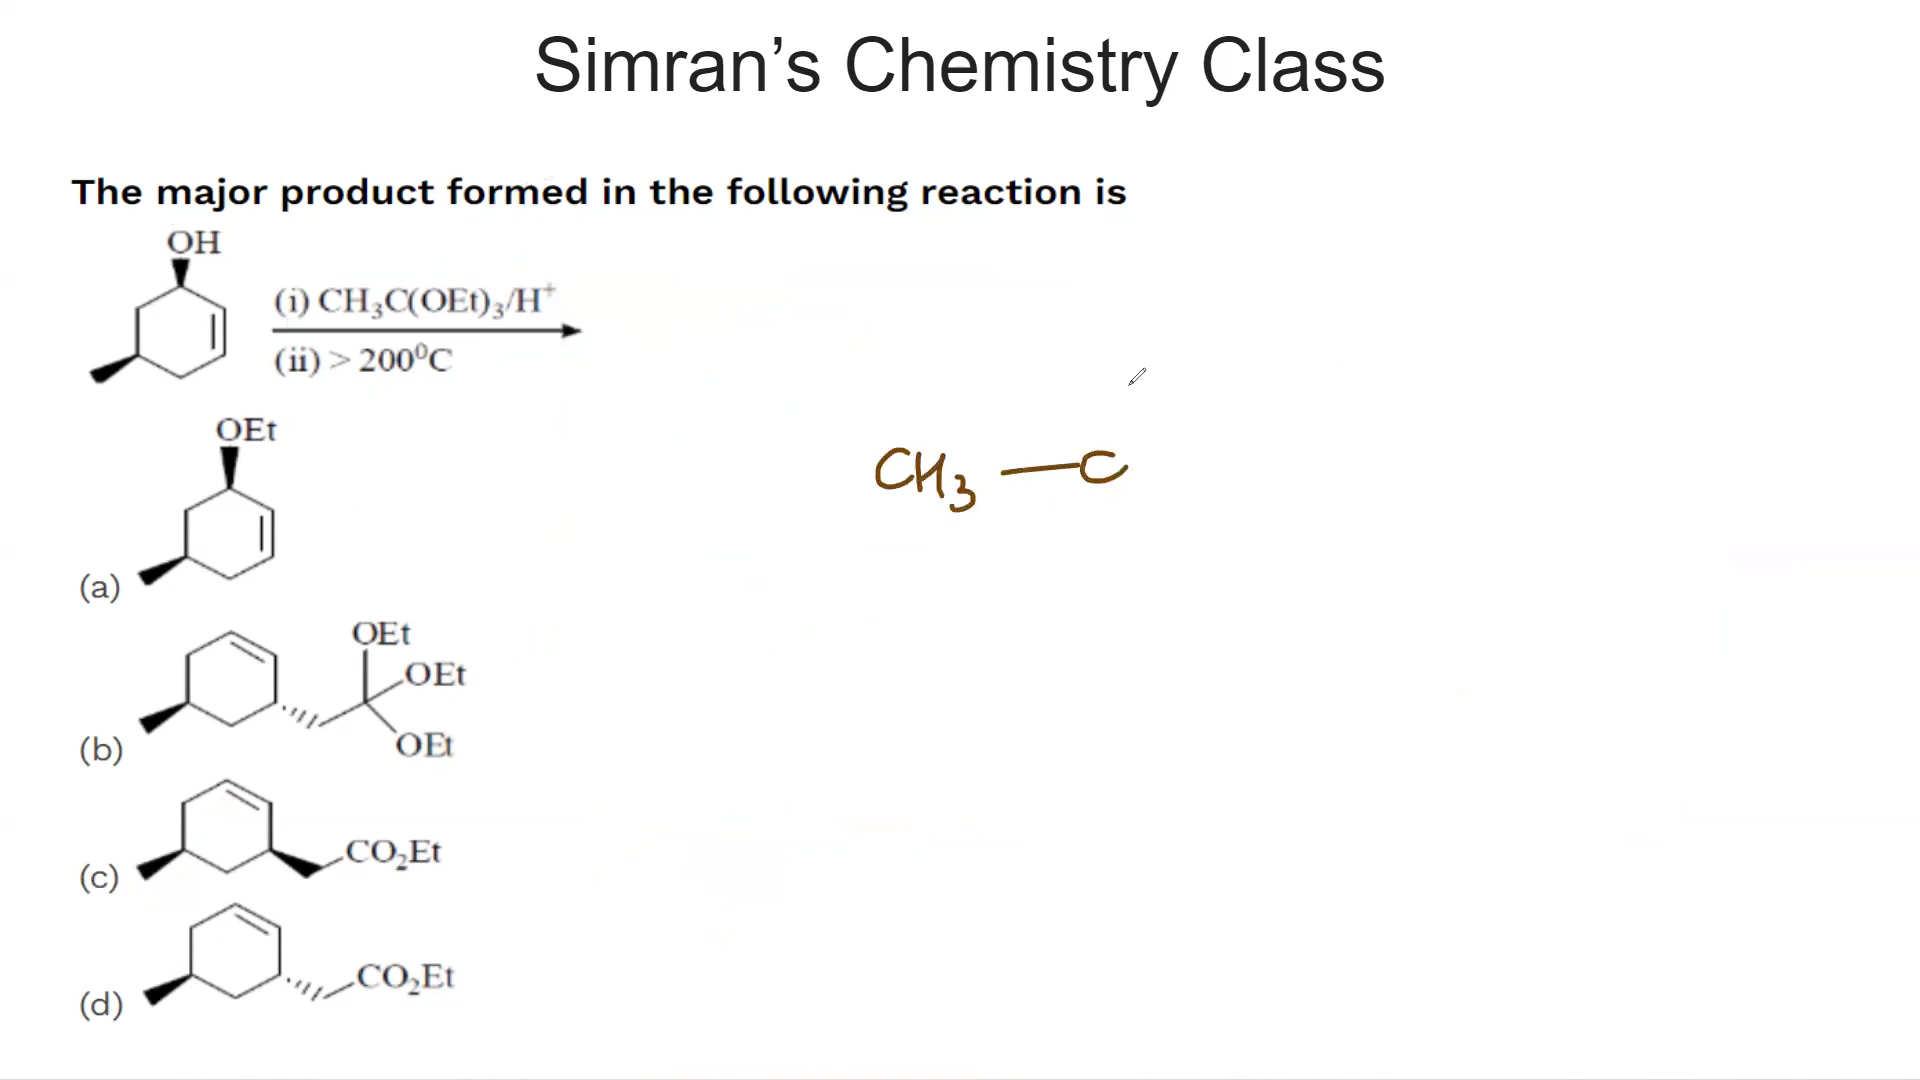 Simran’s Chemistry Class
The major product formed in the following reaction is
OH
(i) CH₃C(OEt)₃/H⁺
(ii) > 200⁰C
OEt
(a)
OEt
OEt
OEt
(b)
CO₂Et
(c)
CO₂Et
(d)
CH₃ — C